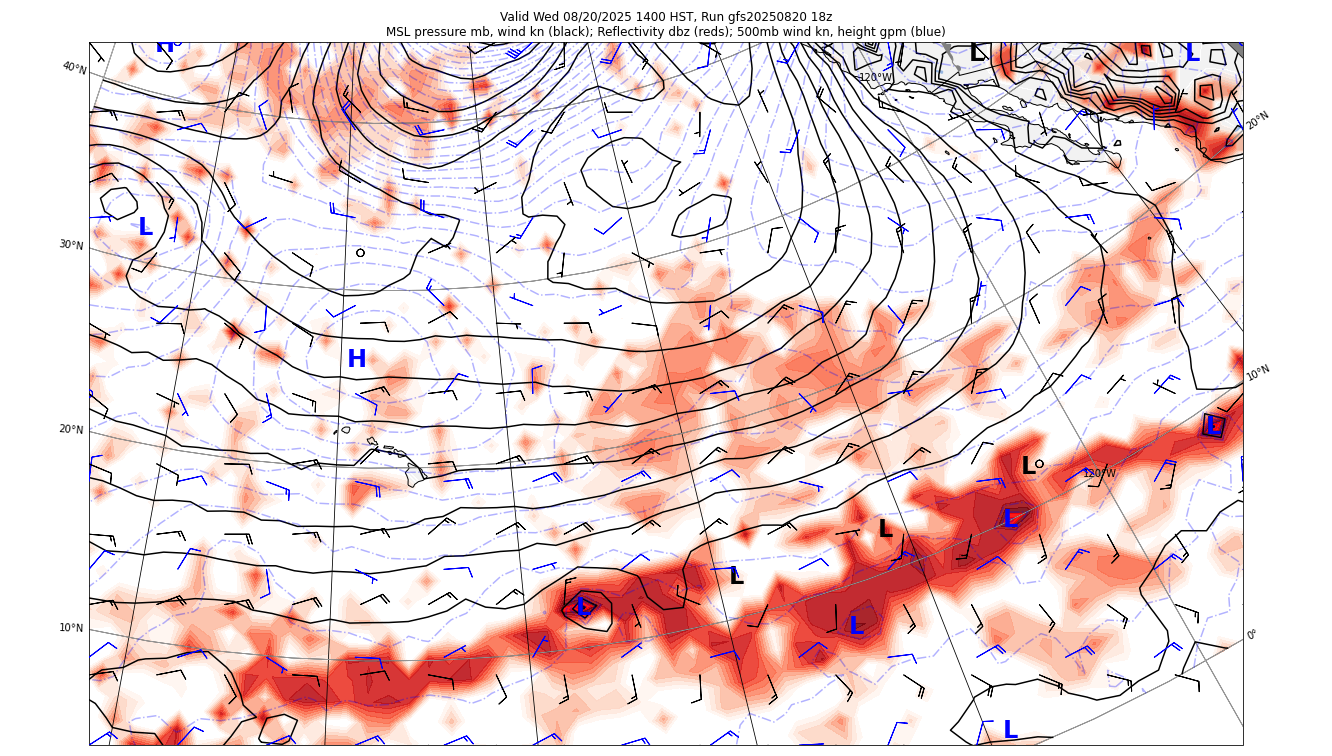 Valid Wed 08/20/2025 1400 HST, Run gfs20250820 18z
MSL pressure mb, wind kn (black); Reflectivity dbz (reds); 500mb wind kn, height gpm (blue)
H
L
L
40°N
120°W
20°N
L
30°N
H
10°N
20°N
L
L
120°W
L
L
L
L
10°N
L
0°
L